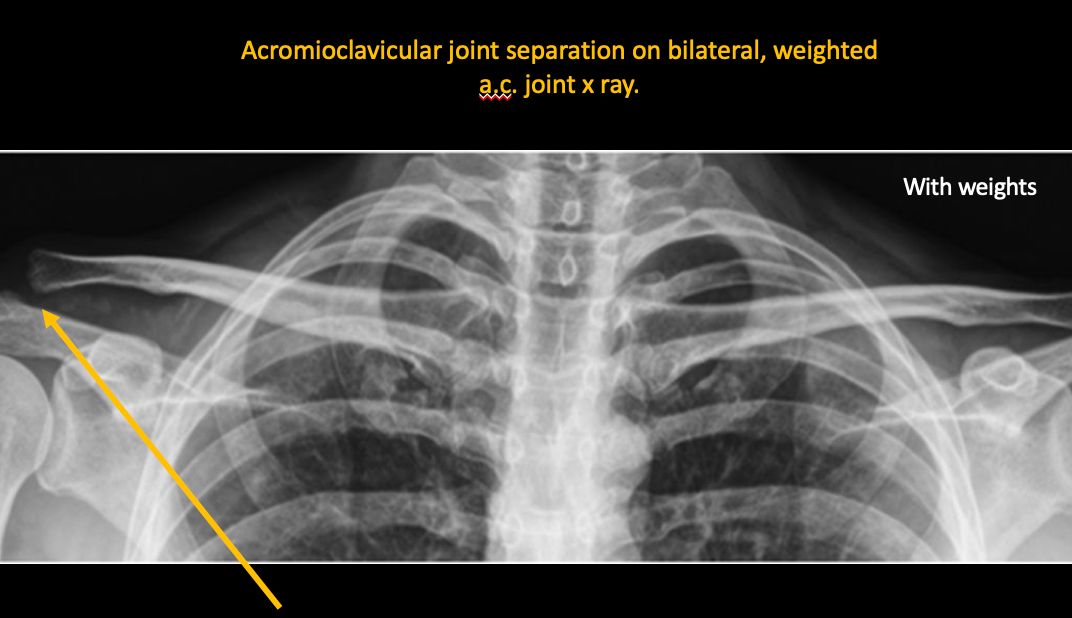 Acromioclavicular joint separation on bilateral, weighted
a.c. joint x ray.
With weights